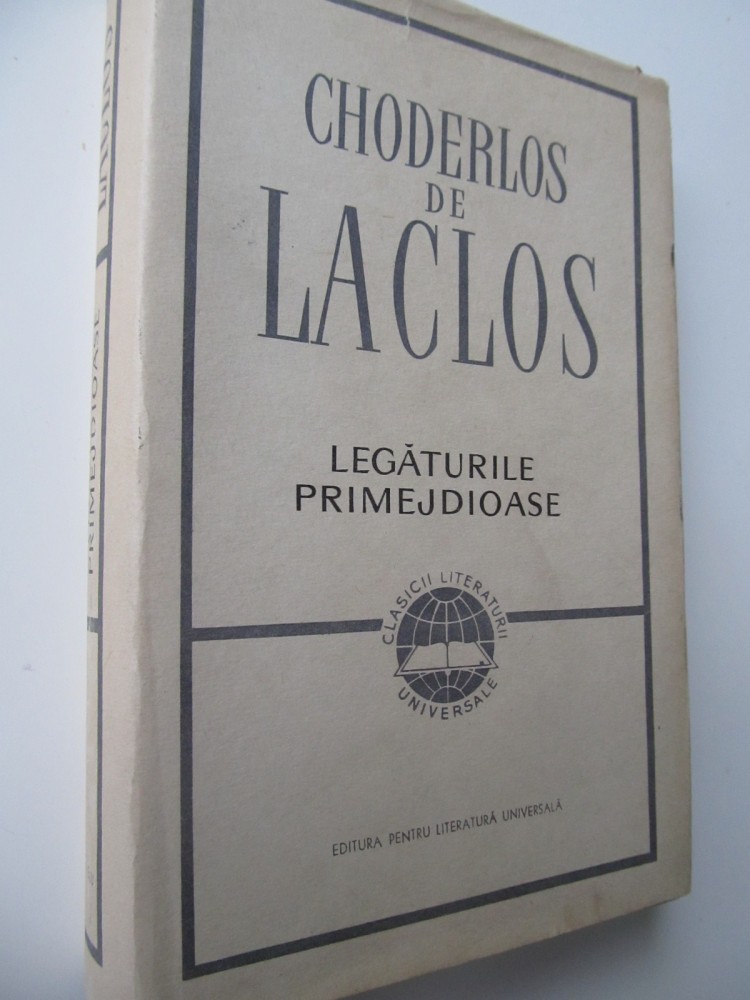 CHODERLOS
DE
LACLOS
LEGĂTURILE
PRIMEJDIOASE
CLASICII LITERATURII
UNIVERSALE
EDITURA PENTRU LITERATURĂ UNIVERSALĂ
LACLOS
PRIMEJDIOASE